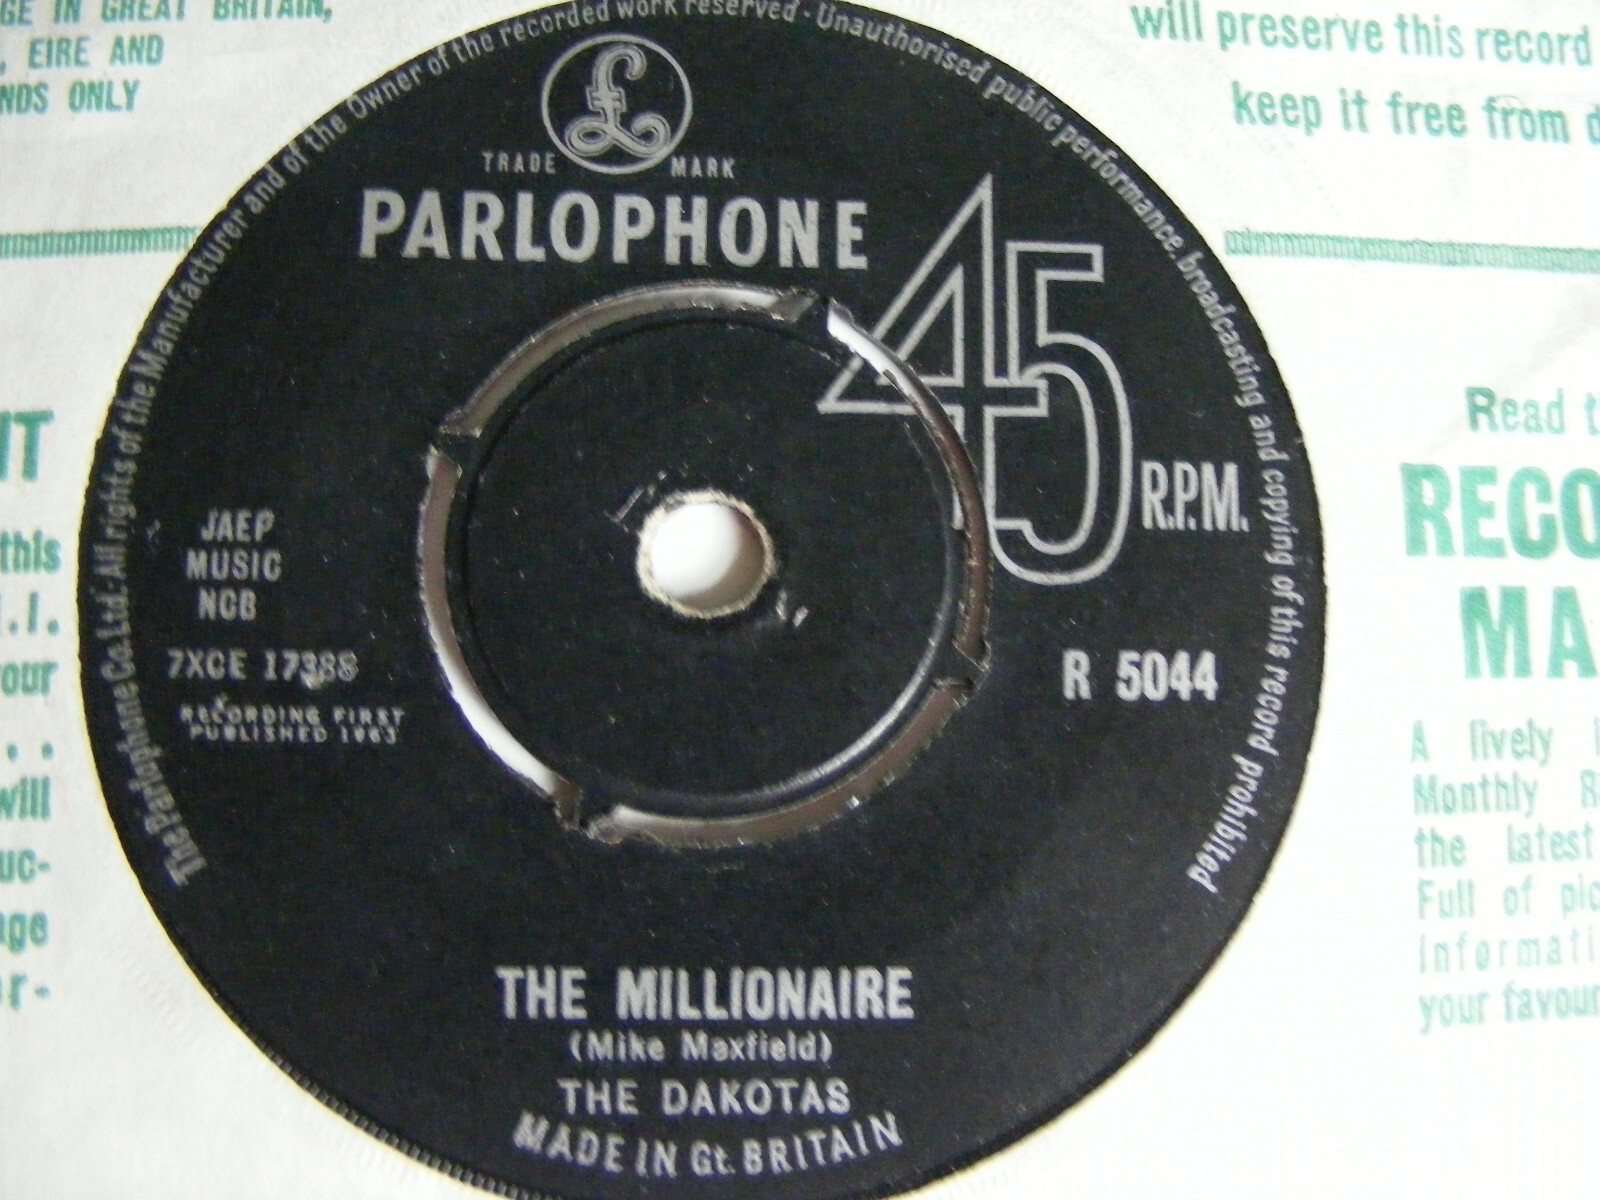 GE IN GREAT BRITAIN,
, EIRE AND
NDS ONLY
will preserve this record
keep it free from d
The Parlophone Co. Ltd. All rights of the Manufacturer and of the Owner of the recorded work reserved · Unauthorised public performance, broadcasting and copying of this record prohibited
£
TRADE MARK
PARLOPHONE
45
R.P.M.
JAEP
MUSIC
NCB
7XCE 17388
RECORDING FIRST
PUBLISHED 1963
R 5044
THE MILLIONAIRE
(Mike Maxfield)
THE DAKOTAS
MADE IN Gt. BRITAIN
IT
this
.I.
our
. .
will
uc-
age
or-
Read t
RECO
MA
A lively i
Monthly R
the latest
Full of pic
informati
your favour